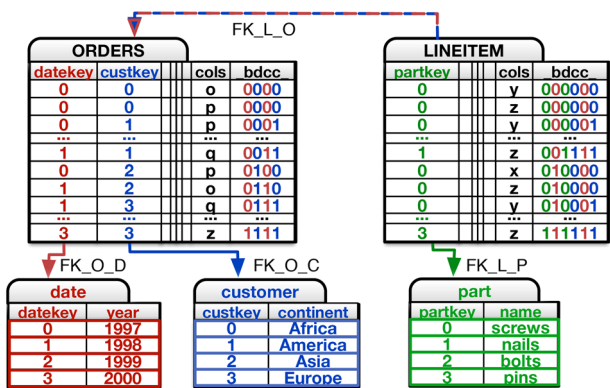 FK_L_O
ORDERS
datekey custkey cols _bdcc_
0 0 o 0000
0 0 p 0000
0 1 p 0001
... ... ... ...
1 1 q 0011
0 2 p 0100
1 2 o 0110
1 3 q 0111
... ... ... ...
3 3 z 1111
LINEITEM
partkey cols _bdcc_
0 y 000000
0 z 000000
0 y 000001
... ... ...
1 z 001111
0 x 010000
0 z 010000
0 y 010001
... ... ...
3 z 111111
FK_O_D
FK_O_C
FK_L_P
date
datekey year
0 1997
1 1998
2 1999
3 2000
customer
custkey continent
0 Africa
1 America
2 Asia
3 Europe
part
partkey name
0 screws
1 nails
2 bolts
3 pins